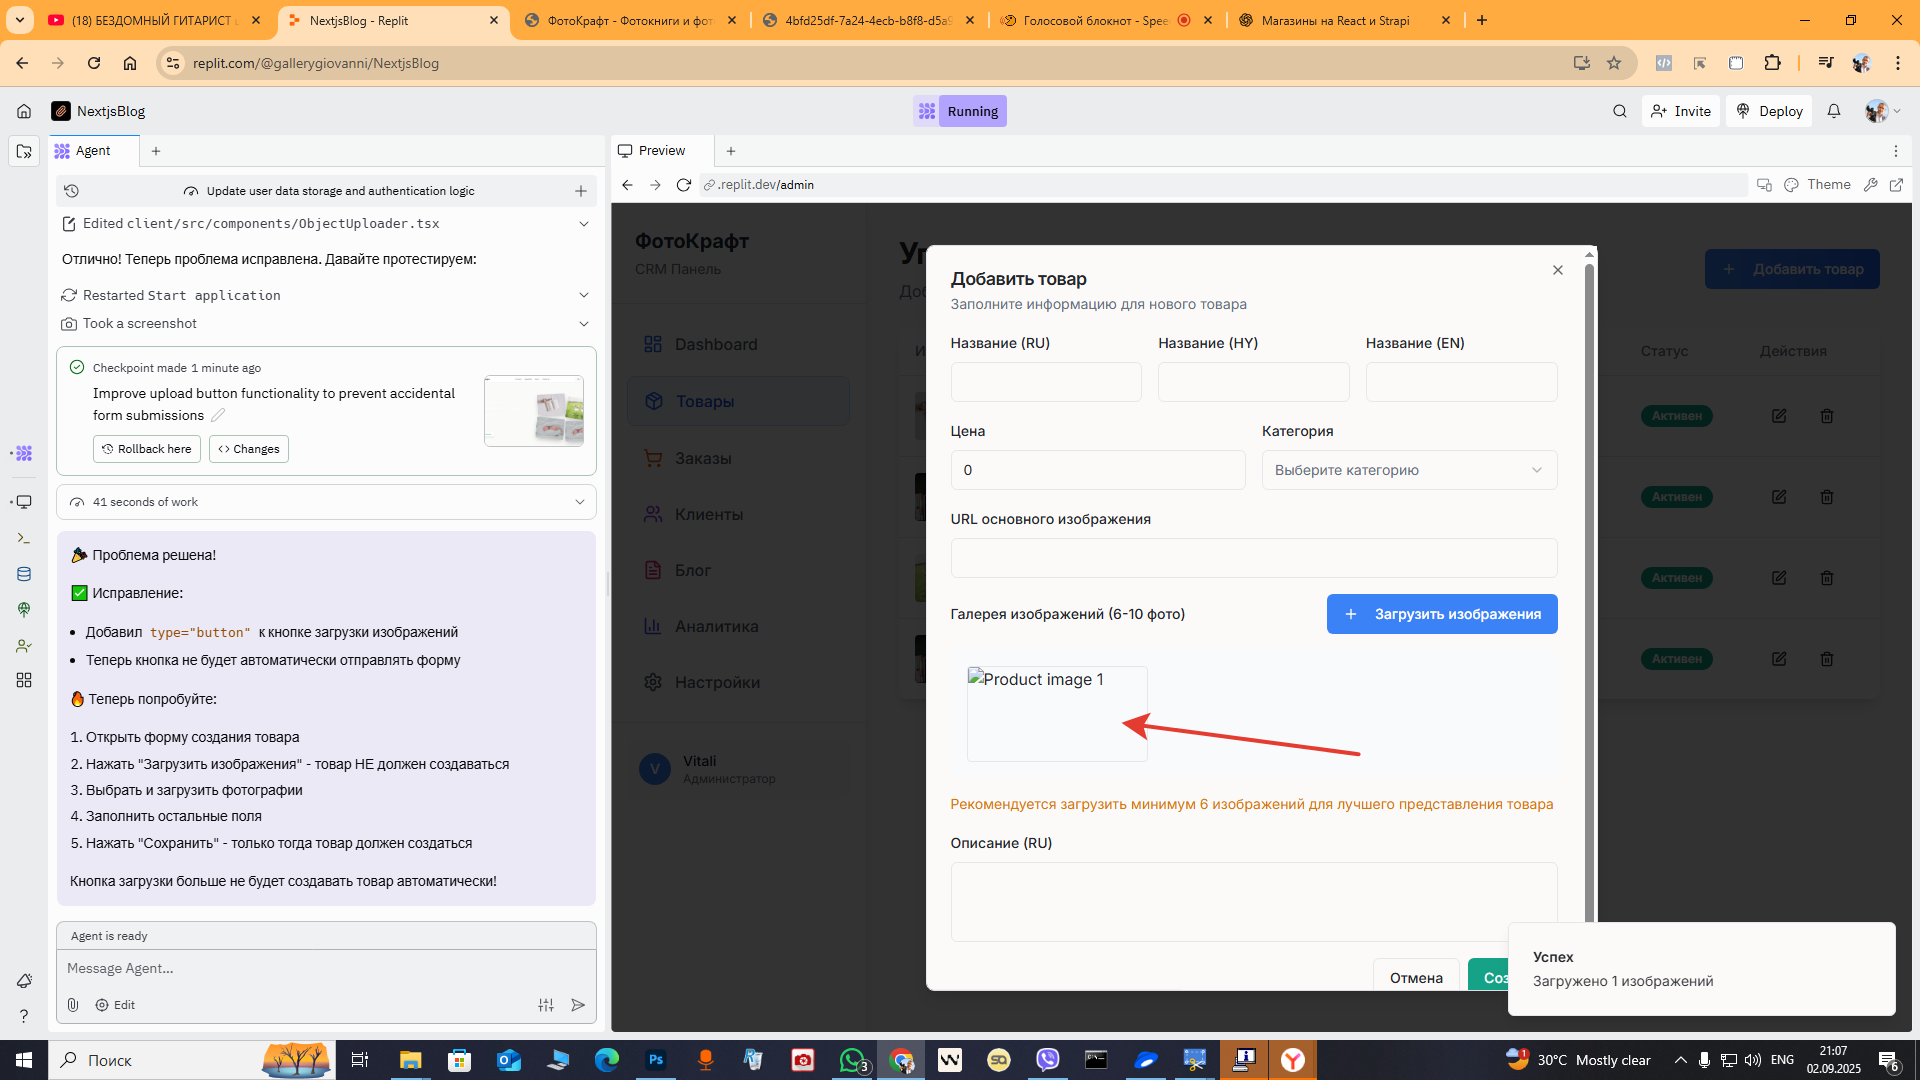 (18) БЕЗДОМНЫЙ ГИТАРИСТ
NextjsBlog - Replit
ФотоКрафт - Фотокниги и фот
4bfd25df-7a24-4ecb-b8f8-d5a9
Голосовой блокнот - Spee
Магазины на React и Strapi
replit.com/@gallerygiovanni/NextjsBlog
NextjsBlog
Running
Invite
Deploy
Agent
Preview
Update user data storage and authentication logic
.replit.dev/admin
Theme
Edited client/src/components/ObjectUploader.tsx
Отлично! Теперь проблема исправлена. Давайте протестируем:
Restarted Start application
Took a screenshot
Checkpoint made 1 minute ago
Improve upload button functionality to prevent accidental
form submissions
Rollback here
Changes
41 seconds of work
Проблема решена!
Исправление:
• Добавил type="button" к кнопке загрузки изображений
• Теперь кнопка не будет автоматически отправлять форму
Теперь попробуйте:
1. Открыть форму создания товара
2. Нажать "Загрузить изображения" - товар НЕ должен создаваться
3. Выбрать и загрузить фотографии
4. Заполнить остальные поля
5. Нажать "Сохранить" - только тогда товар должен создаться
Кнопка загрузки больше не будет создавать товар автоматически!
Agent is ready
Message Agent...
Edit
ФотоКрафт
CRM Панель
Dashboard
Товары
Заказы
Клиенты
Блог
Аналитика
Настройки
V
Vitali
Администратор
Добавить товар
Статус
Действия
Активен
Активен
Активен
Активен
Добавить товар
Заполните информацию для нового товара
Название (RU)
Название (HY)
Название (EN)
Цена
Категория
0
Выберите категорию
URL основного изображения
Галерея изображений (6-10 фото)
Загрузить изображения
Product image 1
Рекомендуется загрузить минимум 6 изображений для лучшего представления товара
Описание (RU)
Отмена
Соз
Успех
Загружено 1 изображений
Поиск
3
30°C Mostly clear
ENG
21:07
02.09.2025
6